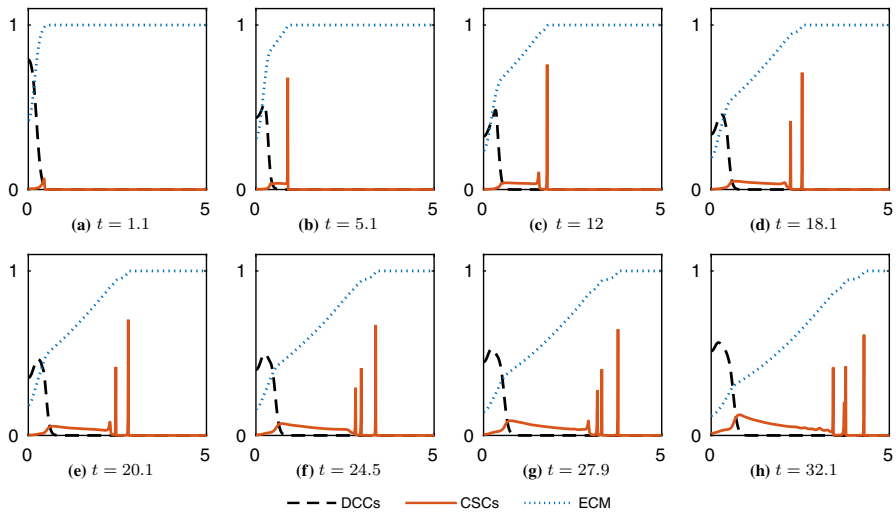 1
0
0
5
(a) t = 1.1
1
0
0
5
(b) t = 5.1
1
0
0
5
(c) t = 12
1
0
0
5
(d) t = 18.1
1
0
0
5
(e) t = 20.1
1
0
0
5
(f) t = 24.5
1
0
0
5
(g) t = 27.9
1
0
0
5
(h) t = 32.1
DCCs
CSCs
ECM